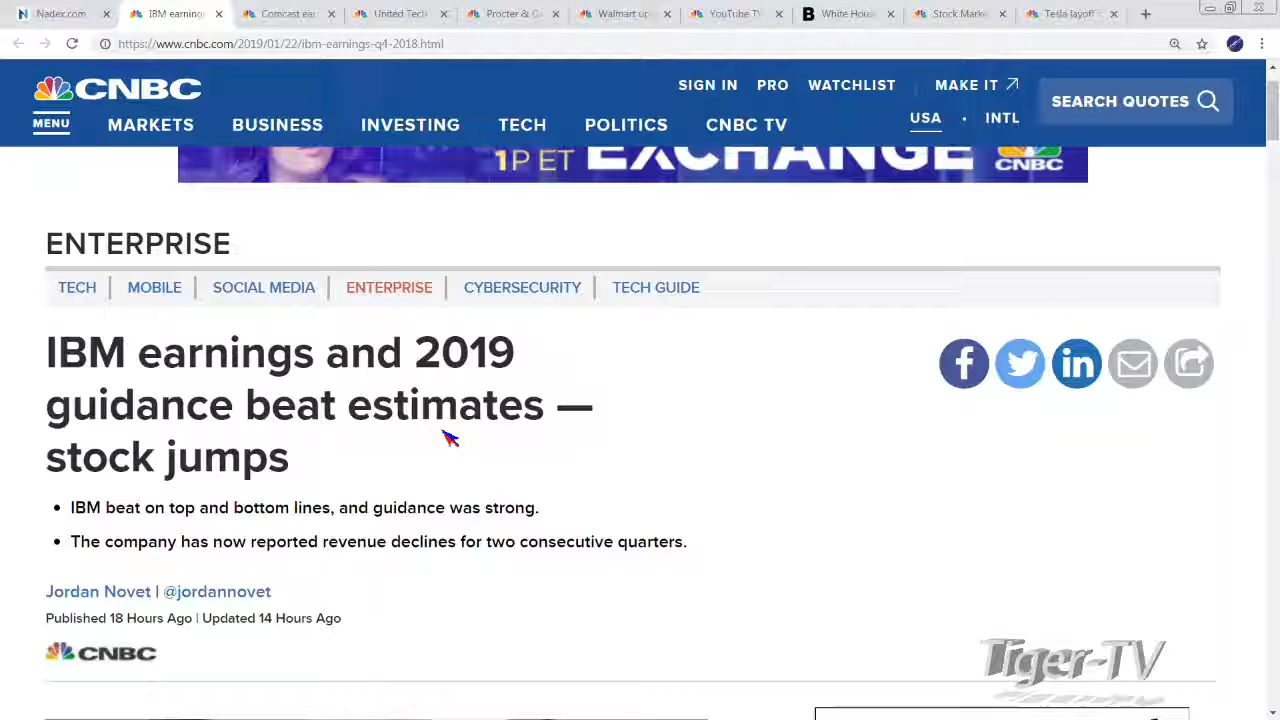 Nadex.com
IBM earning
Comcast ear
United Tech
Procter & G
Walmart up
YouTube TV
B White Hous
Stock Marke
Tesla layoff
https://www.cnbc.com/2019/01/22/ibm-earnings-q4-2018.html
CNBC
SIGN IN PRO WATCHLIST MAKE IT
SEARCH QUOTES
MENU
MARKETS BUSINESS INVESTING TECH POLITICS CNBC TV
USA • INTL
1P ET EXCHANGE CNBC
ENTERPRISE
TECH MOBILE SOCIAL MEDIA ENTERPRISE CYBERSECURITY TECH GUIDE
IBM earnings and 2019
guidance beat estimates —
stock jumps
• IBM beat on top and bottom lines, and guidance was strong.
• The company has now reported revenue declines for two consecutive quarters.
Jordan Novet | @jordannovet
Published 18 Hours Ago | Updated 14 Hours Ago
CNBC
Tiger-TV